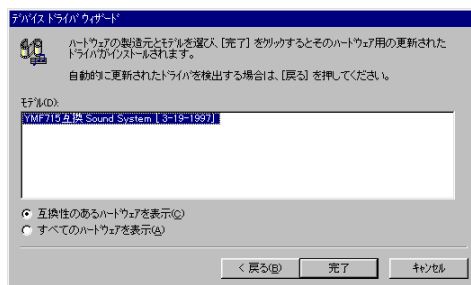 ﾃﾞﾊﾞｲｽ ﾄﾞﾗｲﾊﾞ ｳｨｻﾞｰﾄﾞ
ﾊｰﾄﾞｳｪｱの製造元とﾓﾃﾞﾙを選び、[完了] をｸﾘｯｸするとそのﾊｰﾄﾞｳｪｱ用の更新された
ﾄﾞﾗｲﾊﾞがｲﾝｽﾄｰﾙされます。
自動的に更新されたﾄﾞﾗｲﾊﾞを検出する場合は、[戻る] を押してください。
ﾓﾃﾞﾙ(D):
YMF715互換 Sound System [ 3-19-1997]
互換性のあるﾊｰﾄﾞｳｪｱを表示(C)
すべてのﾊｰﾄﾞｳｪｱを表示(A)
< 戻る(B) 完了 ｷｬﾝｾﾙ